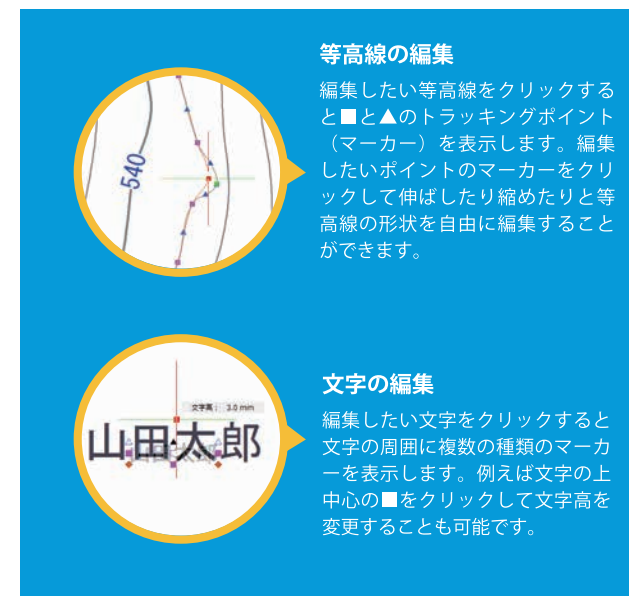 等高線の編集
編集したい等高線をクリックする
と■と▲のトラッキングポイント
（マーカー）を表示します。編集
したいポイントのマーカーをクリ
ックして伸ばしたり縮めたりと等
高線の形状を自由に編集すること
ができます。
540
文字の編集
編集したい文字をクリックすると
文字の周囲に複数の種類のマーカ
ーを表示します。例えば文字の上
中心の■をクリックして文字高を
変更することも可能です。
文字高： 3.0 mm
山田太郎
山田太郎